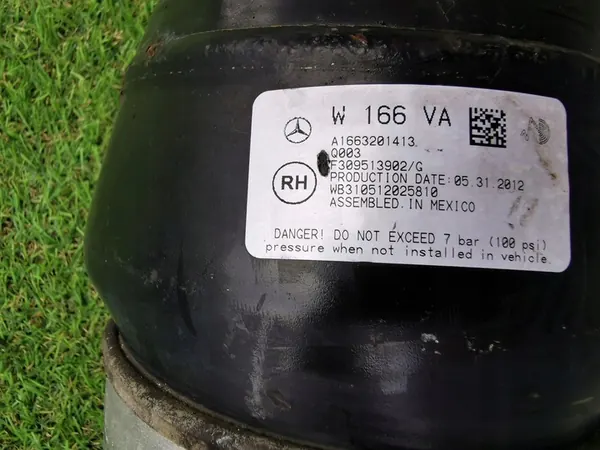 W 166 VA
A1663201413
Q003
F309513902/G
RH
PRODUCTION DATE: 05.31.2012
WB310512025810
ASSEMBLED IN MEXICO
DANGER! DO NOT EXCEED 7 bar (100 psi)
pressure when not installed in vehicle.